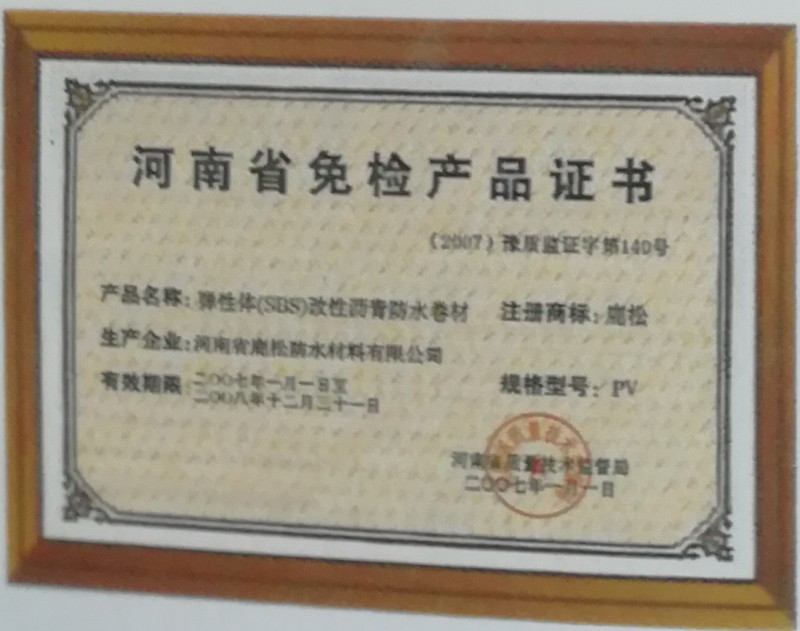 河南省免检产品证书
（2007）豫质监证字第140号
产品名称：弹性体(SBS)改性沥青防水卷材 注册商标：鹿松
生产企业：河南省鹿松防水材料有限公司
有效期限 二〇〇七年一月一日至
二〇〇八年十二月三十一日
规格型号：PV
河南省质量技术监督局
二〇〇七年一月一日